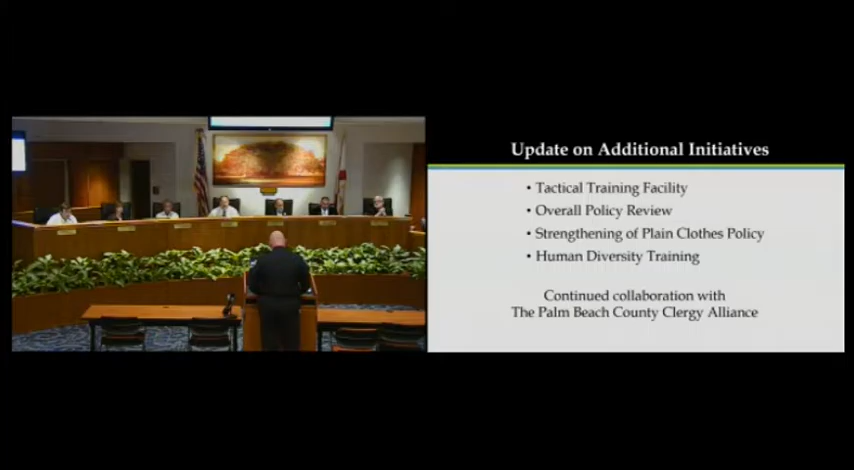 Update on Additional Initiatives
• Tactical Training Facility
• Overall Policy Review
• Strengthening of Plain Clothes Policy
• Human Diversity Training
Continued collaboration with
The Palm Beach County Clergy Alliance